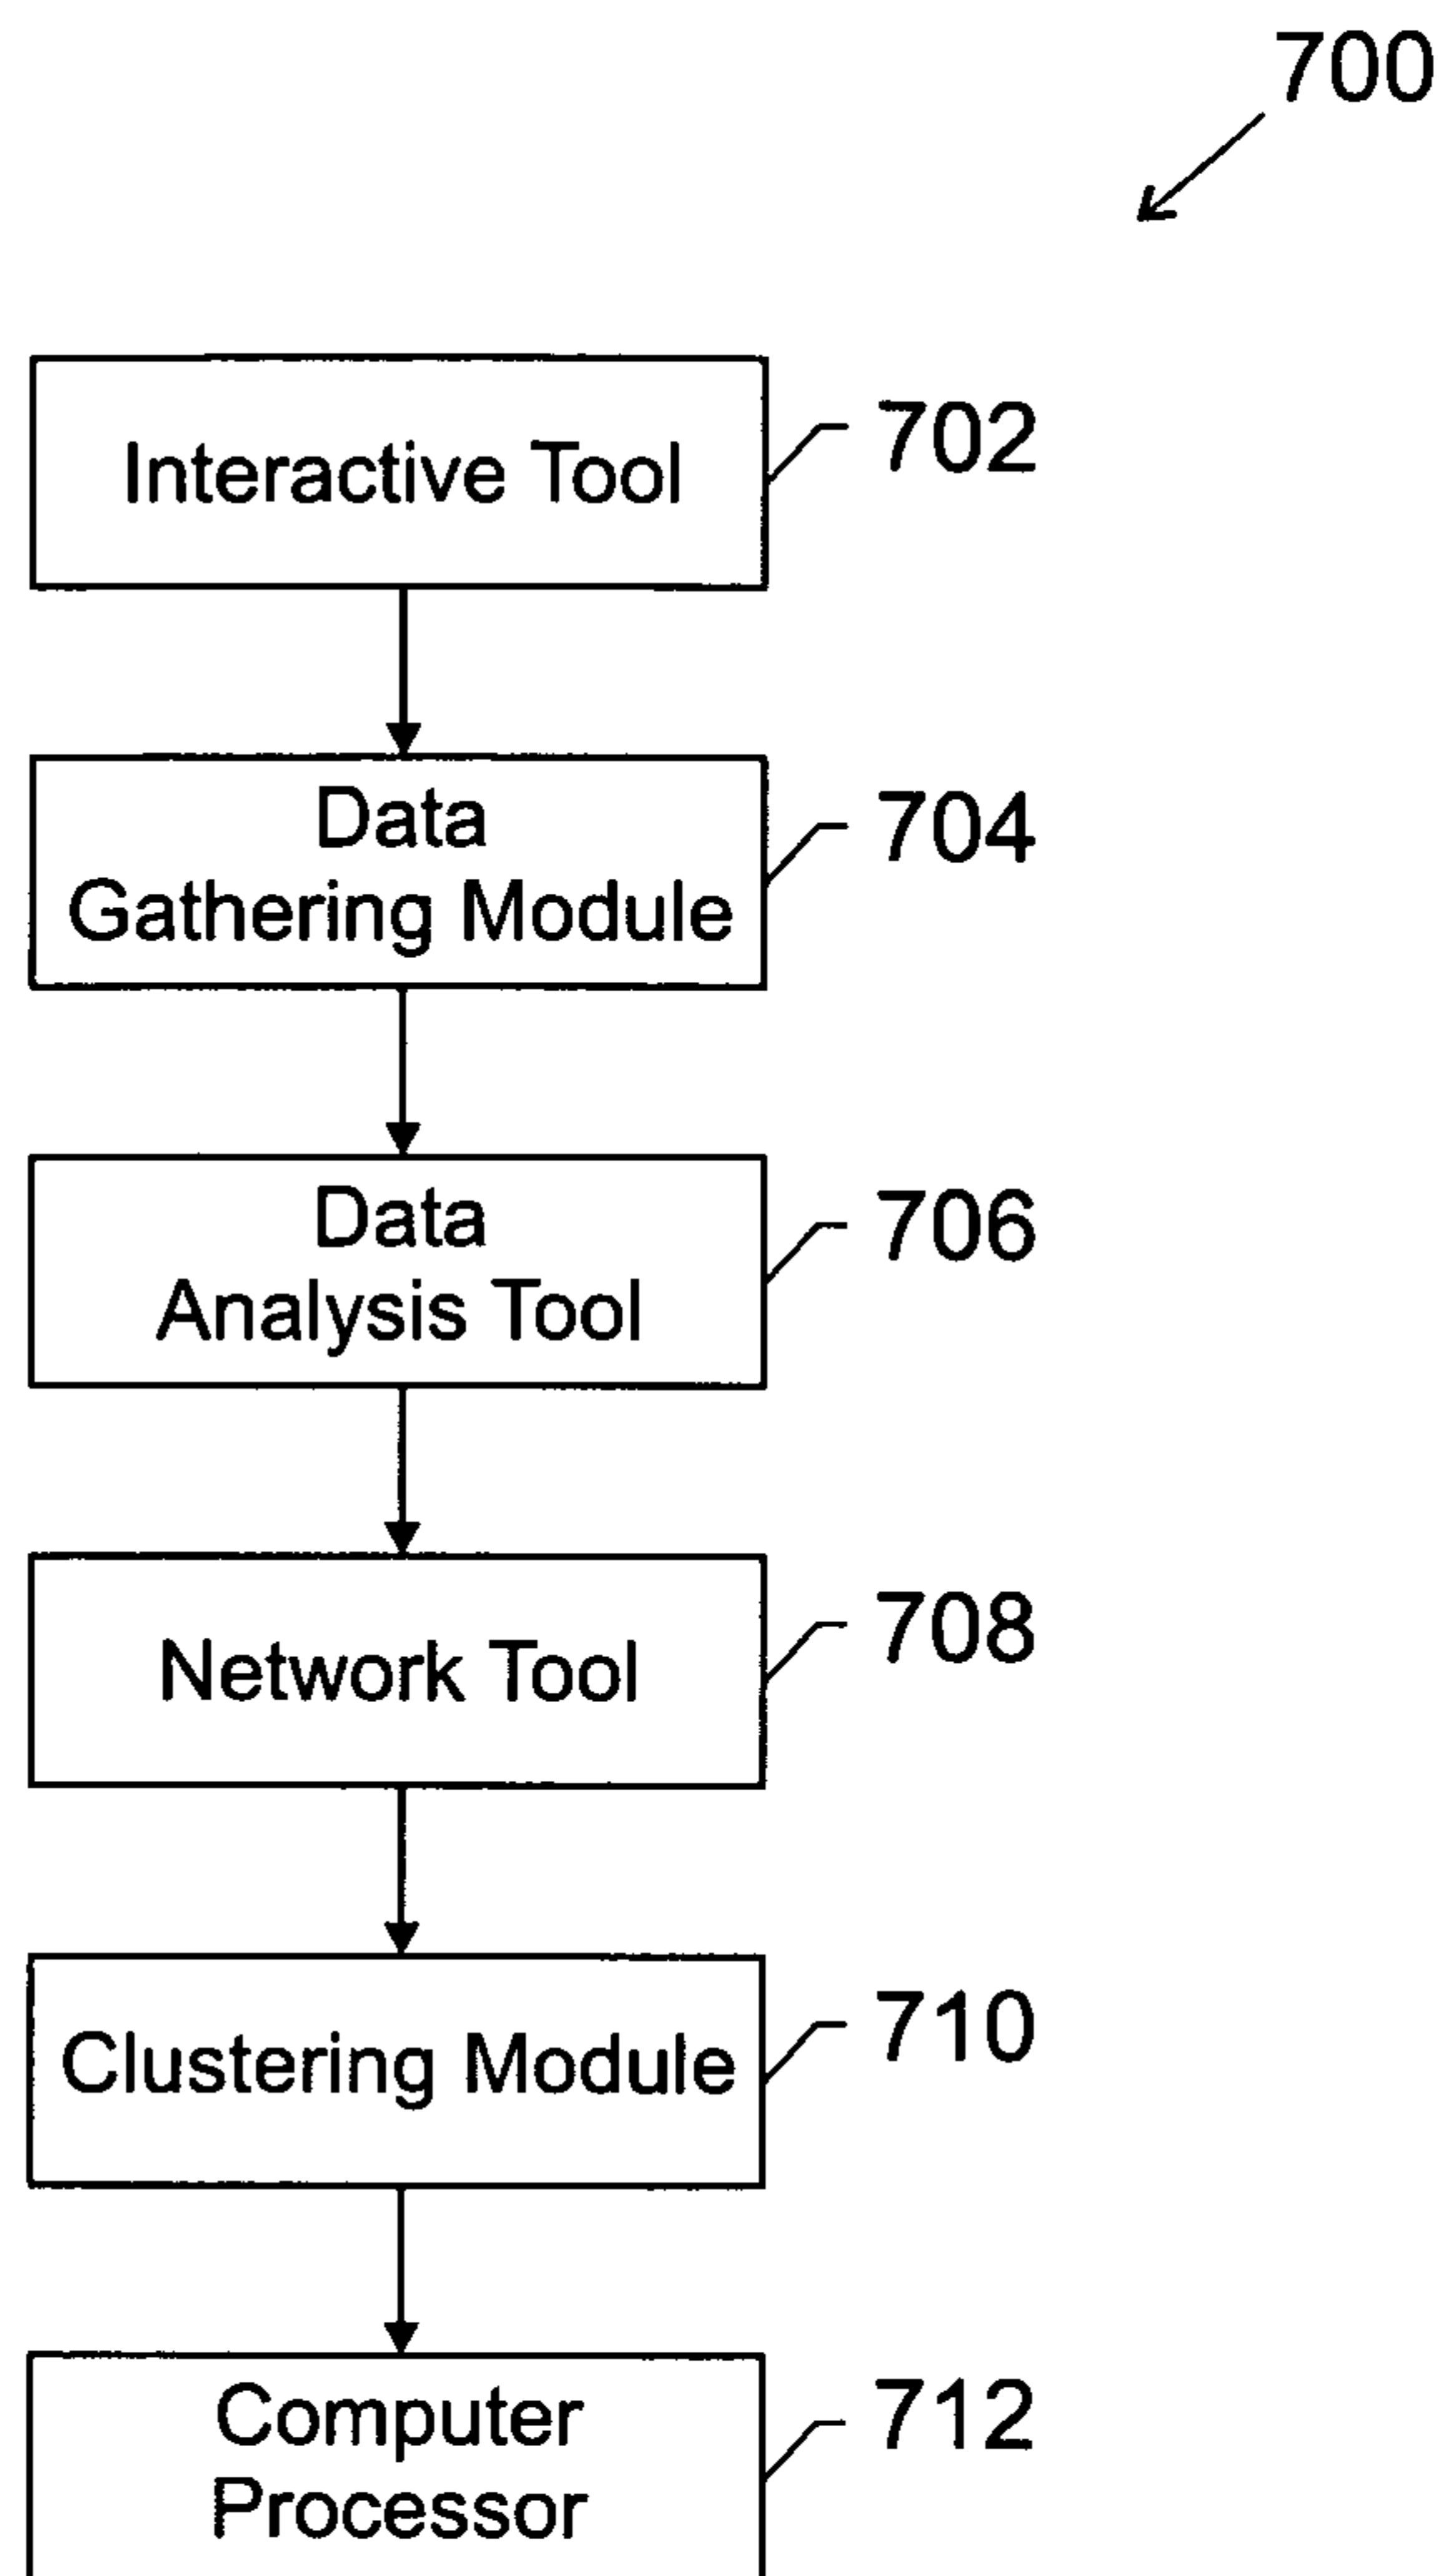 700
Interactive Tool
702
Data
Gathering Module
704
Data
Analysis Tool
706
Network Tool
708
Clustering Module
710
Computer
Processor
712